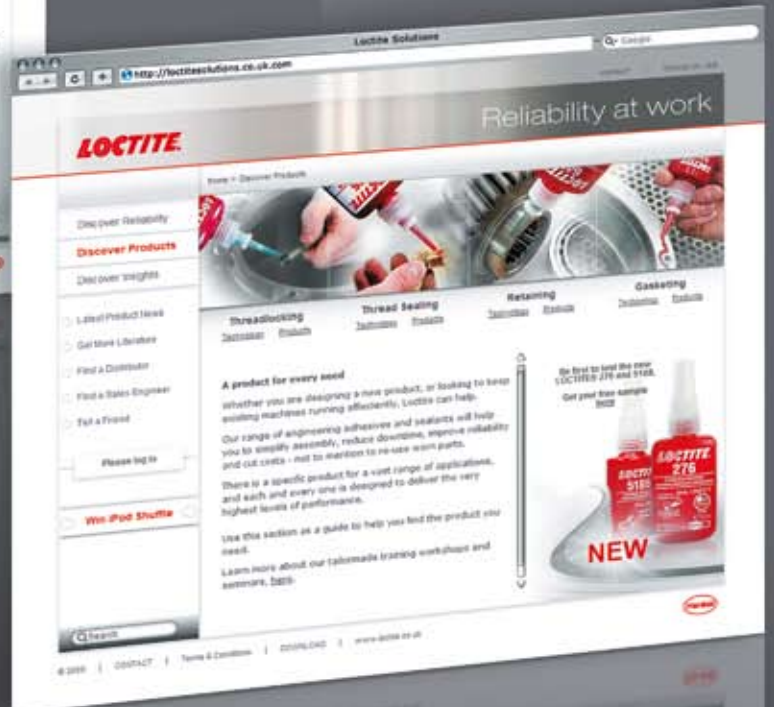 Loctite Solutions
http://loctitesolutions.co.uk.com
Google
Reliability at work
LOCTITE.
Home > Discover Products
Discover Reliability
Discover Products
Discover Insights
Latest Product News
Get More Literature
Find a Distributor
Find a Sales Engineer
Tell a Friend
Please log in
Win iPod Shuffle
Search
Threadlocking
Technology Products
Thread Sealing
Technology Products
Retaining
Technology Products
Gasketing
Technology Products
A product for every need
Whether you are designing a new product, or looking to keep
existing machines running efficiently, Loctite can help.
Our range of engineering adhesives and sealants will help
you to simplify assembly, reduce downtime, improve reliability
and cut costs - not to mention to re-use worn parts.
There is a specific product for a vast range of applications,
and each and every one is designed to deliver the very
highest levels of performance.
Use this section as a guide to help you find the product you
need.
Learn more about our tailormade training workshops and
seminars, here.
Be first to test the new
LOCTITE® 276 and 5188.
Get your free sample
here
LOCTITE
5188
LOCTITE
276
NEW
Henkel
CONTACT | Terms & Conditions | DOWNLOAD | www.loctite.co.uk